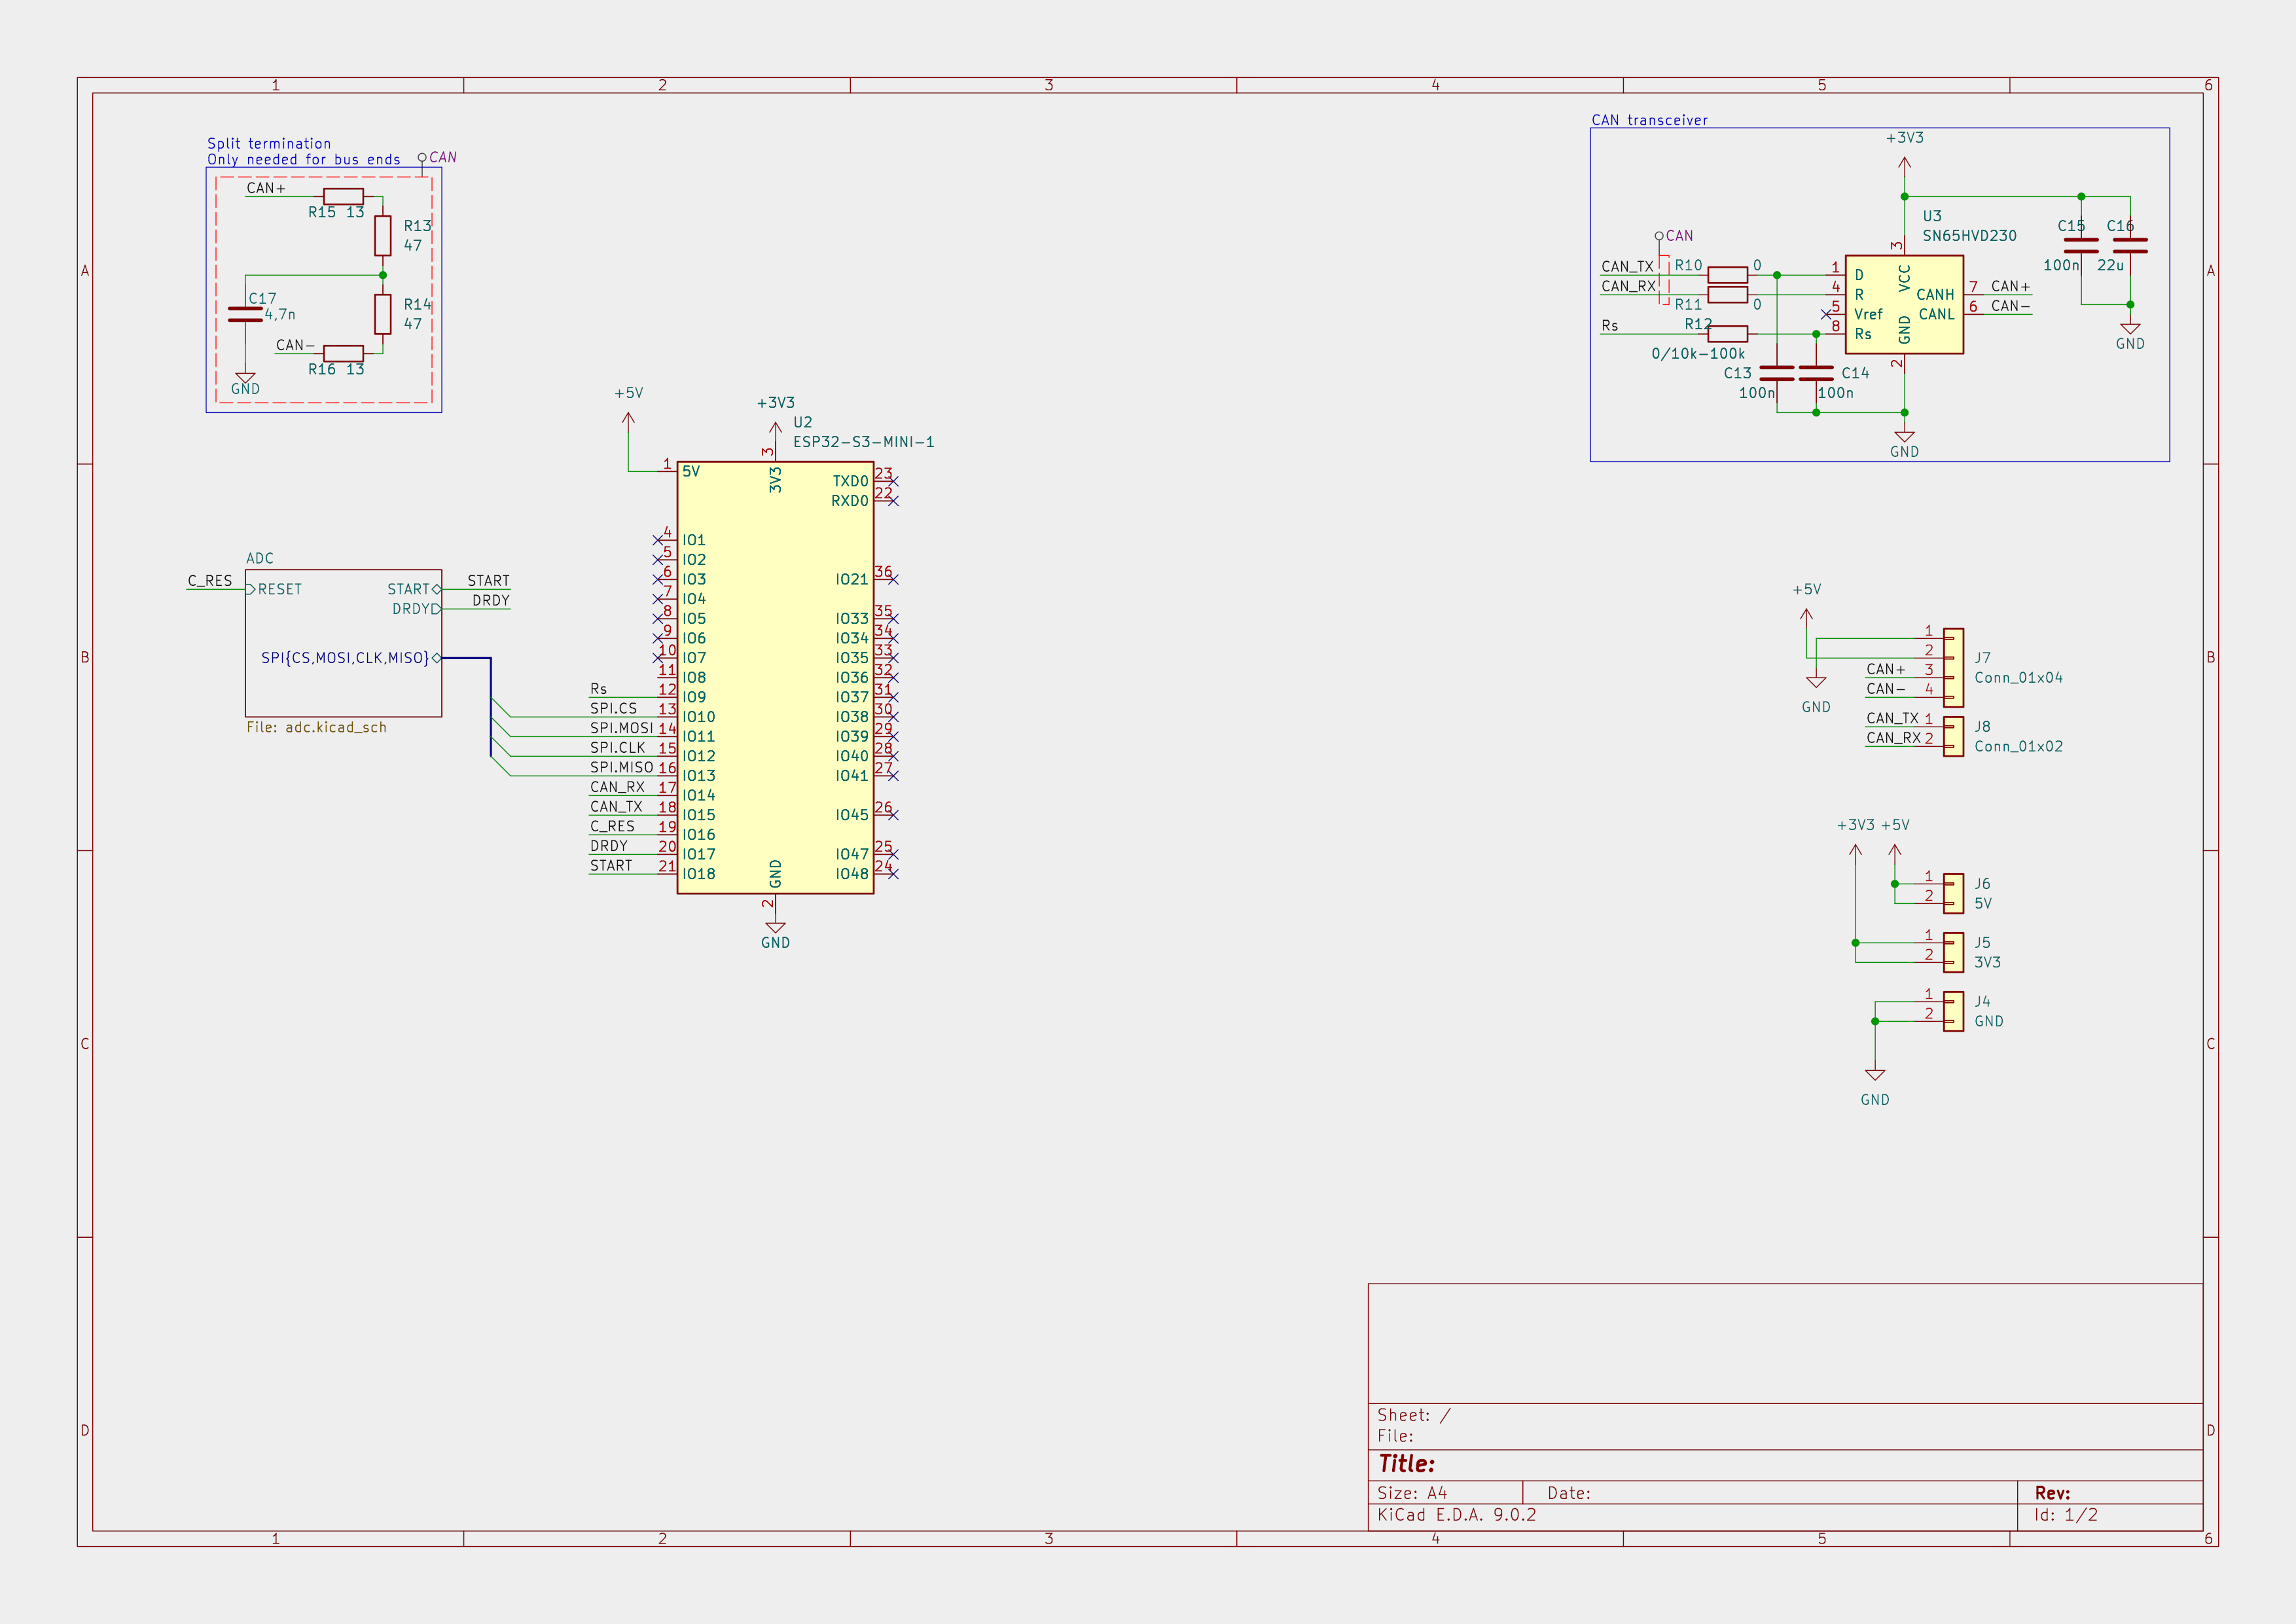 1 2 3 4 5 6
A
B
C
D
A
B
C
D
1 2 3 4 5 6
Split termination
Only needed for bus ends
CAN
CAN+
R15 13
R13
47
C17
4,7n
R14
47
CAN-
R16 13
GND
CAN transceiver
+3V3
U3
SN65HVD230
C15
100n
C16
22u
GND
CAN
CAN_TX
R10 0
CAN_RX
R11 0
Rs
R12
0/10k-100k
1 D
4 R
5 Vref
8 Rs
3 VCC
2 GND
CANH 7 CAN+
CANL 6 CAN-
C13
100n
C14
100n
GND
+5V
+3V3
U2
ESP32-S3-MINI-1
1 5V
3 3V3
TXD0 23
RXD0 22
4 IO1
5 IO2
6 IO3
7 IO4
8 IO5
9 IO6
10 IO7
11 IO8
Rs 12 IO9
SPI.CS 13 IO10
SPI.MOSI 14 IO11
SPI.CLK 15 IO12
SPI.MISO 16 IO13
CAN_RX 17 IO14
CAN_TX 18 IO15
C_RES 19 IO16
DRDY 20 IO17
START 21 IO18
IO21 36
IO33 35
IO34 34
IO35 33
IO36 32
IO37 31
IO38 30
IO39 29
IO40 28
IO41 27
IO45 26
IO47 25
IO48 24
GND
2
GND
ADC
C_RES RESET
START START
DRDY DRDY
SPI{CS,MOSI,CLK,MISO}
File: adc.kicad_sch
+5V
GND
1
2
CAN+ 3
CAN- 4
J7
Conn_01x04
CAN_TX 1
CAN_RX 2
J8
Conn_01x02
+3V3 +5V
1
2
J6
5V
1
2
J5
3V3
1
2
J4
GND
GND
Sheet: /
File:
Title:
Size: A4 Date: Rev:
KiCad E.D.A. 9.0.2 Id: 1/2